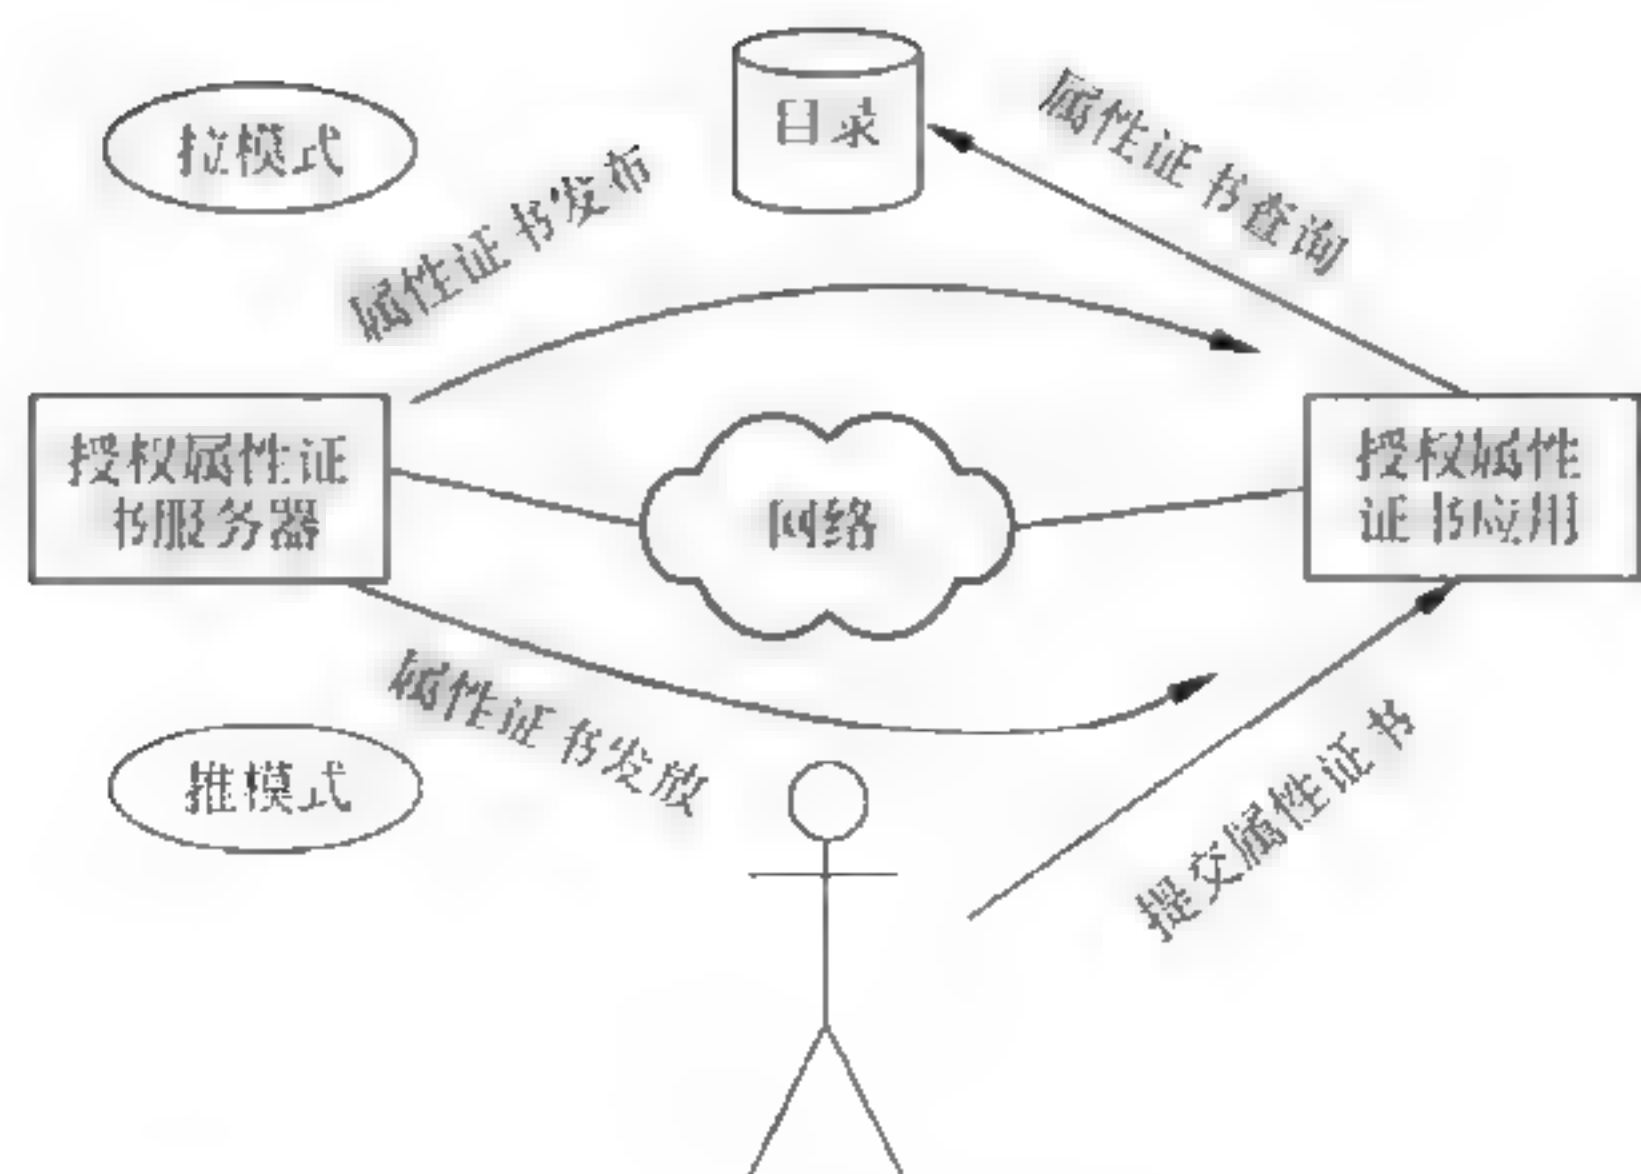 目录
拉模式
属性证书发布
属性证书查询
授权属性证
书服务器
网络
授权属性
证书应用
属性证书发放
推模式
提交属性证书